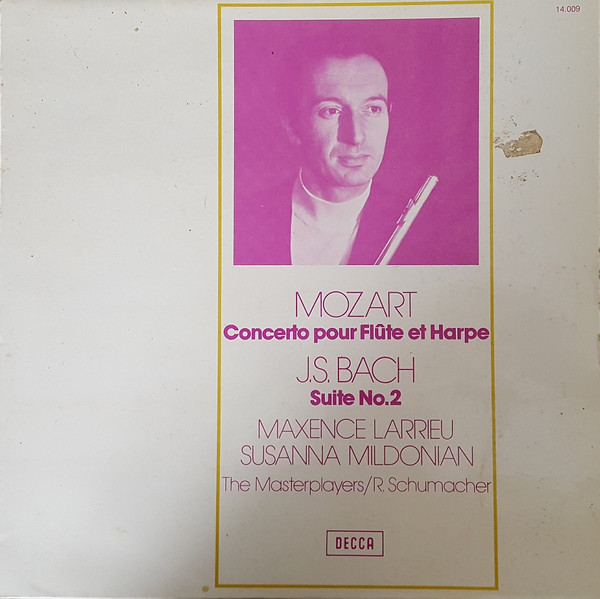 14.009
MOZART
Concerto pour Flûte et Harpe
J.S. BACH
Suite No.2
MAXENCE LARRIEU
SUSANNA MILDONIAN
The Masterplayers/R. Schumacher
DECCA